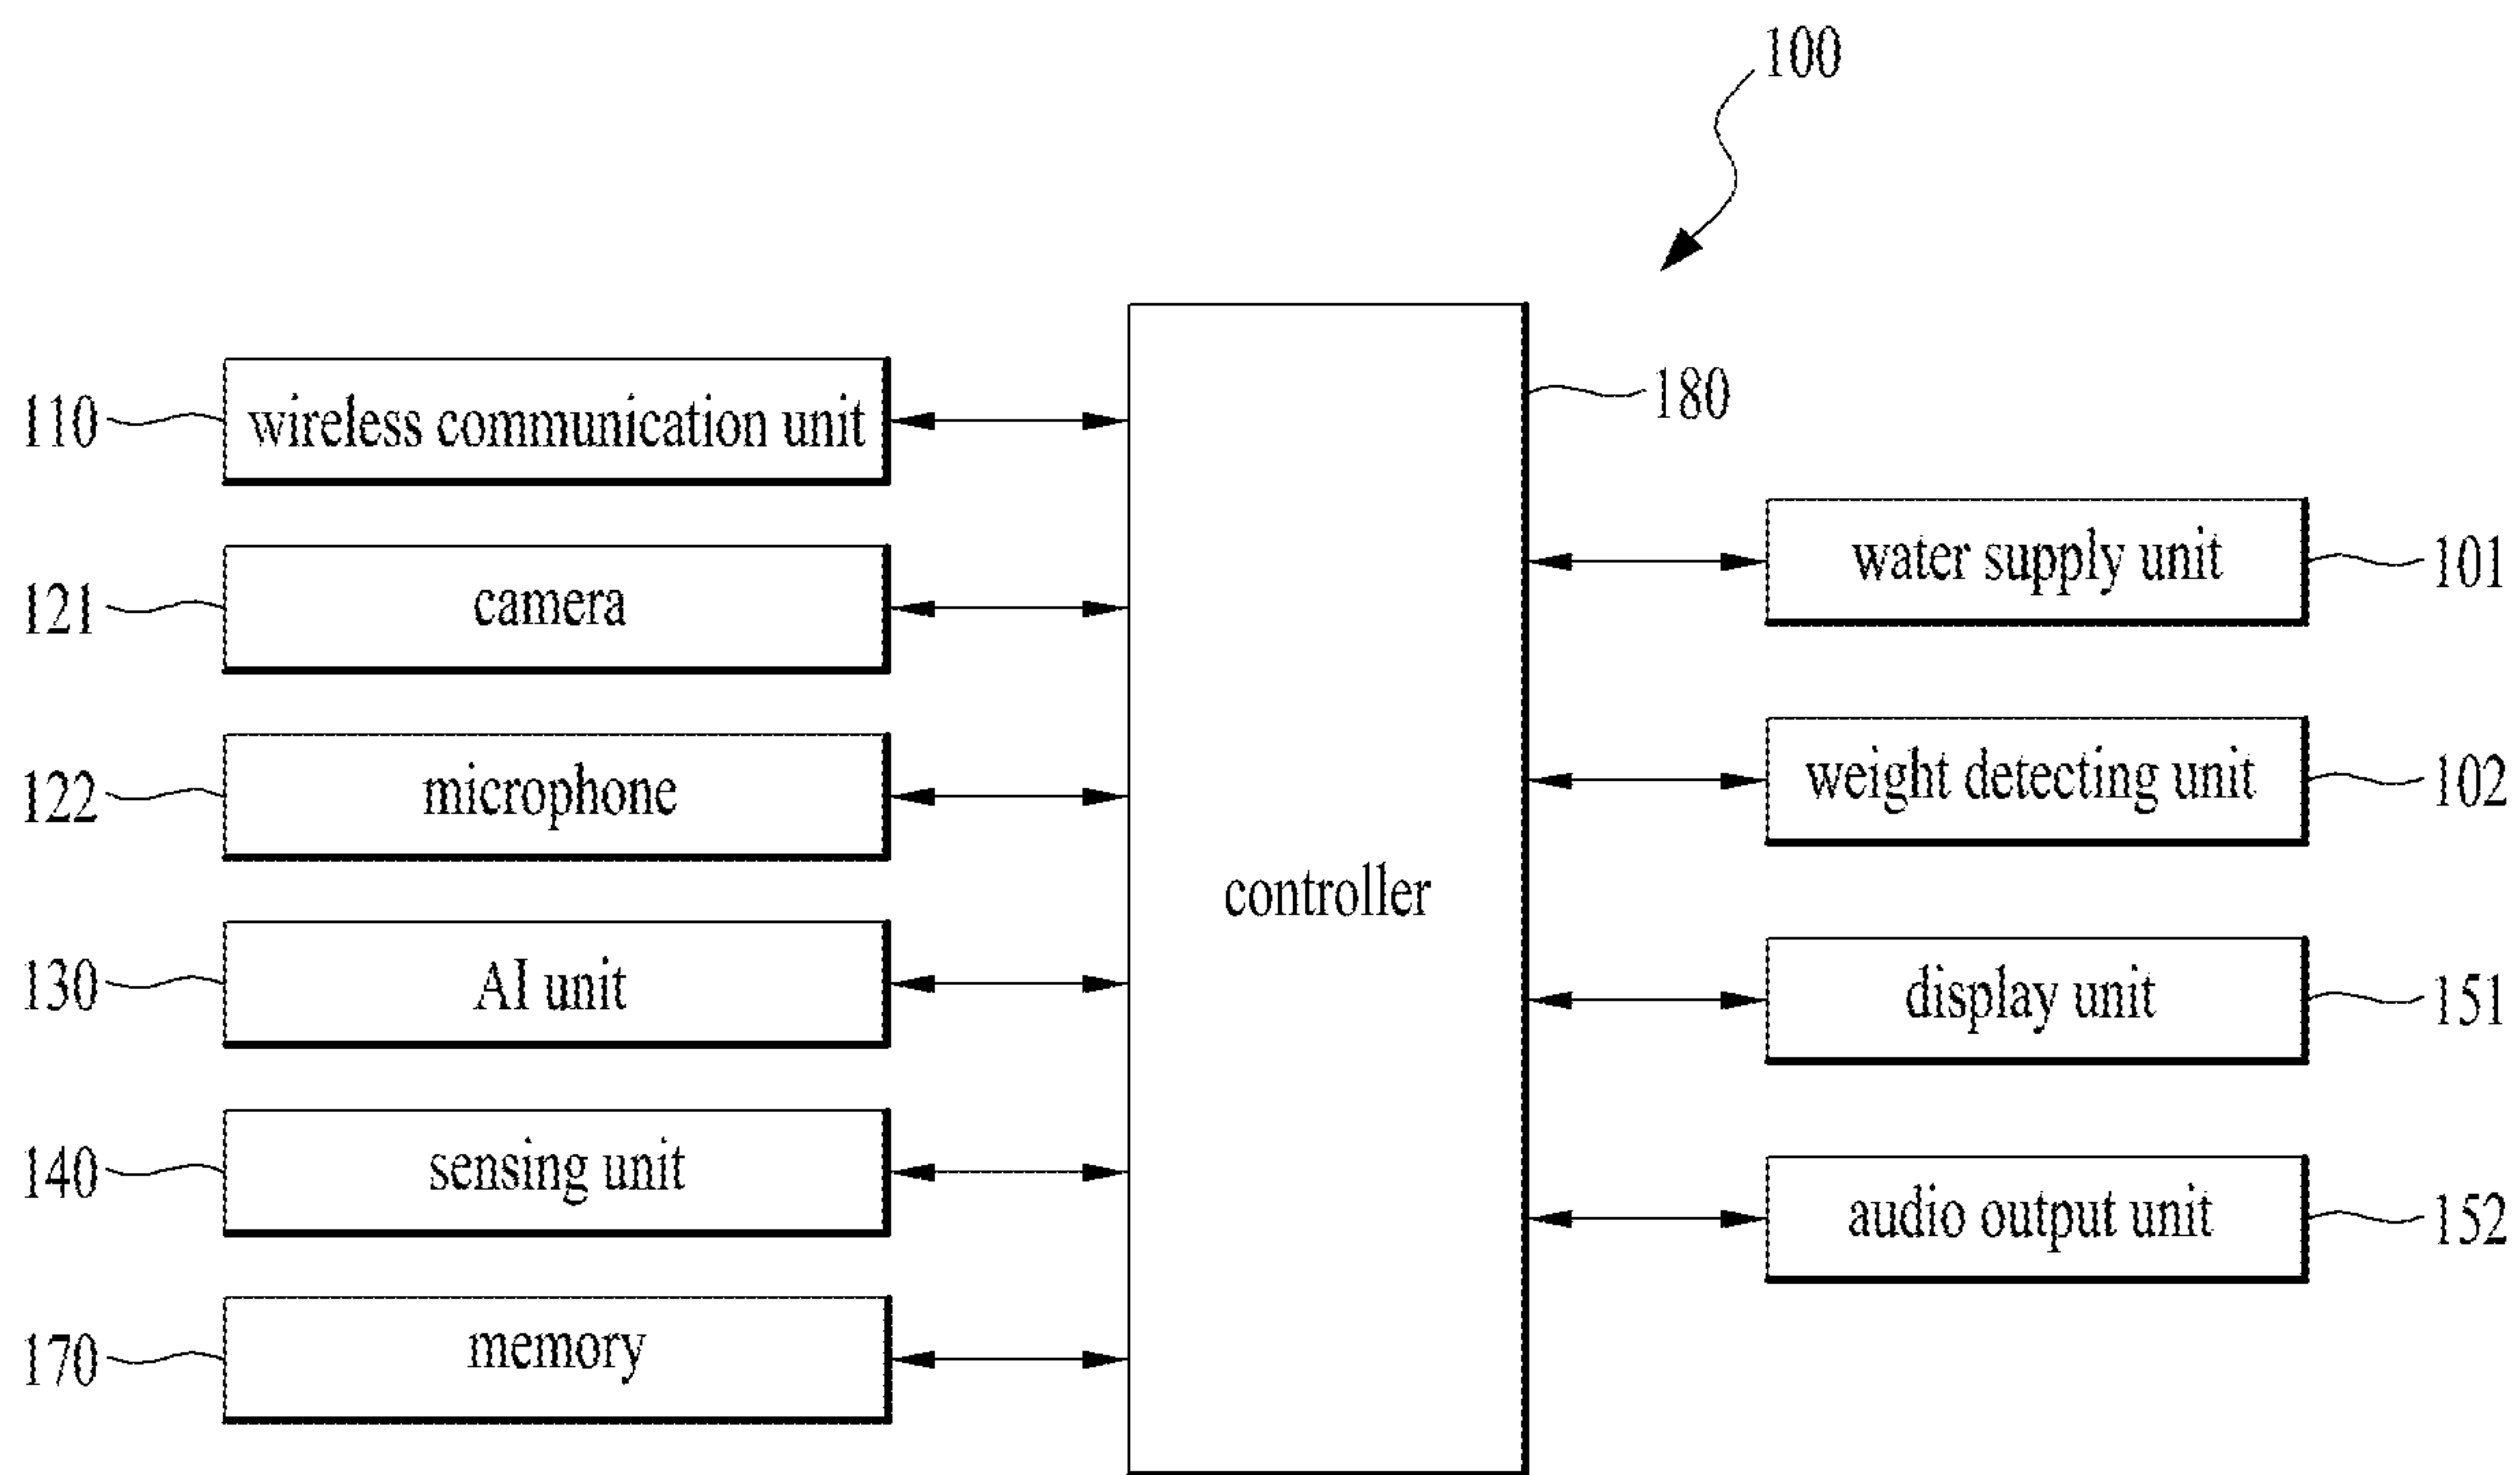 100
180
110 wireless communication unit
121 camera
122 microphone
130 AI unit
140 sensing unit
170 memory
controller
water supply unit 101
weight detecting unit 102
display unit 151
audio output unit 152